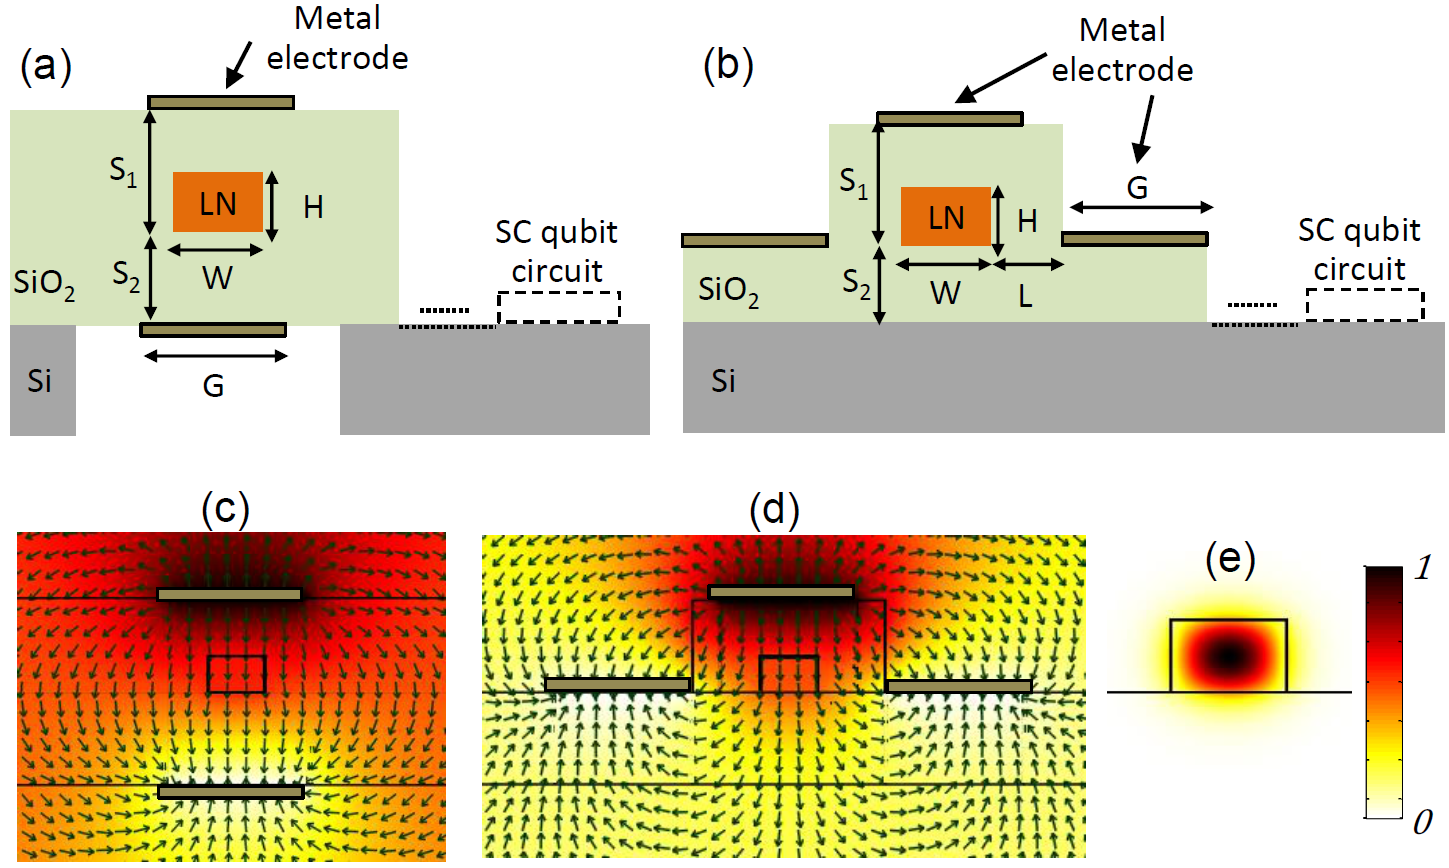 (a)
Metal
electrode
S1
LN
H
S2
W
SiO2
SC qubit
circuit
Si
G
(b)
Metal
electrode
G
S1
LN
H
SC qubit
circuit
S2
W
L
SiO2
Si
(c)
(d)
(e)
1
0